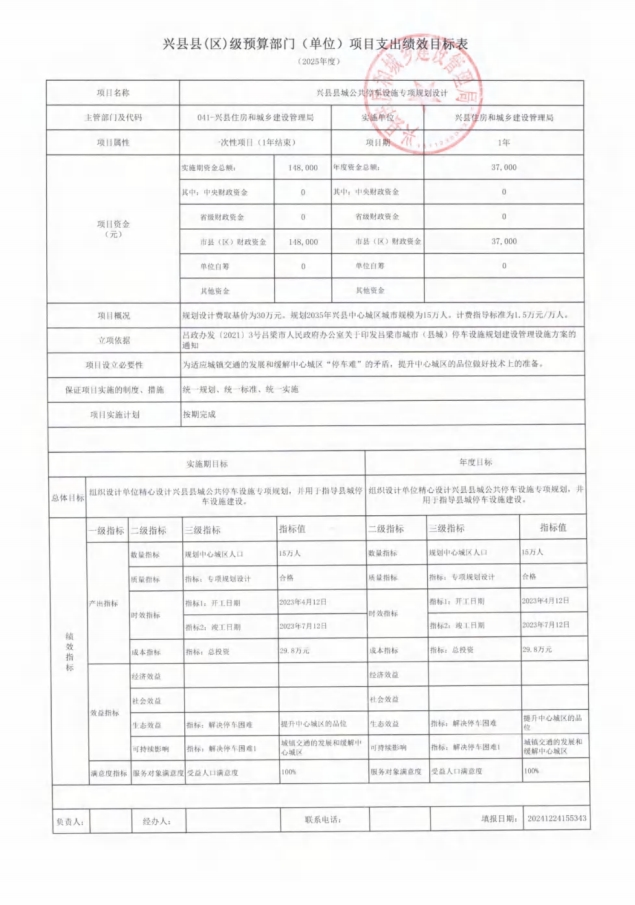 兴县县(区)级预算部门（单位）项目支出绩效目标表
（2025年度）
项目名称 兴县县城公共停车设施专项规划设计
主管部门及代码 041-兴县住房和城乡建设管理局 实施单位 兴县住房和城乡建设管理局
项目属性 一次性项目（1年结束） 项目期 1年
项目资金
（元）
实施期资金总额： 148,000 年度资金总额： 37,000
其中：中央财政资金 0 其中：中央财政资金 0
省级财政资金 0 省级财政资金 0
市县（区）财政资金 148,000 市县（区）财政资金 37,000
单位自筹 0 单位自筹 0
其他资金 其他资金
项目概况 规划设计费取基价为30万元。规划2035年兴县中心城区城市规模为15万人。计费指导标准为1.5万元/万人。
立项依据 吕政办发〔2021〕3号吕梁市人民政府办公室关于印发吕梁市城市（县城）停车设施规划建设管理设施方案的
通知
项目设立必要性 为适应城镇交通的发展和缓解中心城区“停车难”的矛盾，提升中心城区的品位做好技术上的准备。
保证项目实施的制度、措施 统一规划、统一标准、统一实施
项目实施计划 按期完成
实施期目标 年度目标
总体目标 组织设计单位精心设计兴县县城公共停车设施专项规划，并用于指导县城停
车设施建设。 组织设计单位精心设计兴县县城公共停车设施专项规划，并
用于指导县城停车设施建设。
绩效指标
一级指标 二级指标 三级指标 指标值 二级指标 三级指标 指标值
产出指标
数量指标 规划中心城区人口 15万人 数量指标 规划中心城区人口 15万人
质量指标 指标：专项规划设计 合格 质量指标 指标：专项规划设计 合格
时效指标 指标1：开工日期 2023年4月12日 时效指标 指标1：开工日期 2023年4月12日
指标2：竣工日期 2023年7月12日 指标2：竣工日期 2023年7月12日
成本指标 指标：总投资 29.8万元 成本指标 指标：总投资 29.8万元
效益指标
经济效益 经济效益
社会效益 社会效益
生态效益 指标：解决停车困难 提升中心城区的品位 生态效益 指标：解决停车困难 提升中心城区的品
位
可持续影响 指标：解决停车困难1 城镇交通的发展和缓解中
心城区 可持续影响 指标：解决停车困难1 城镇交通的发展和
缓解中心城区
满意度指标 服务对象满意度 受益人口满意度 100% 服务对象满意度 受益人口满意度 100%
负责人： 经办人： 联系电话： 填报日期： 20241224155343